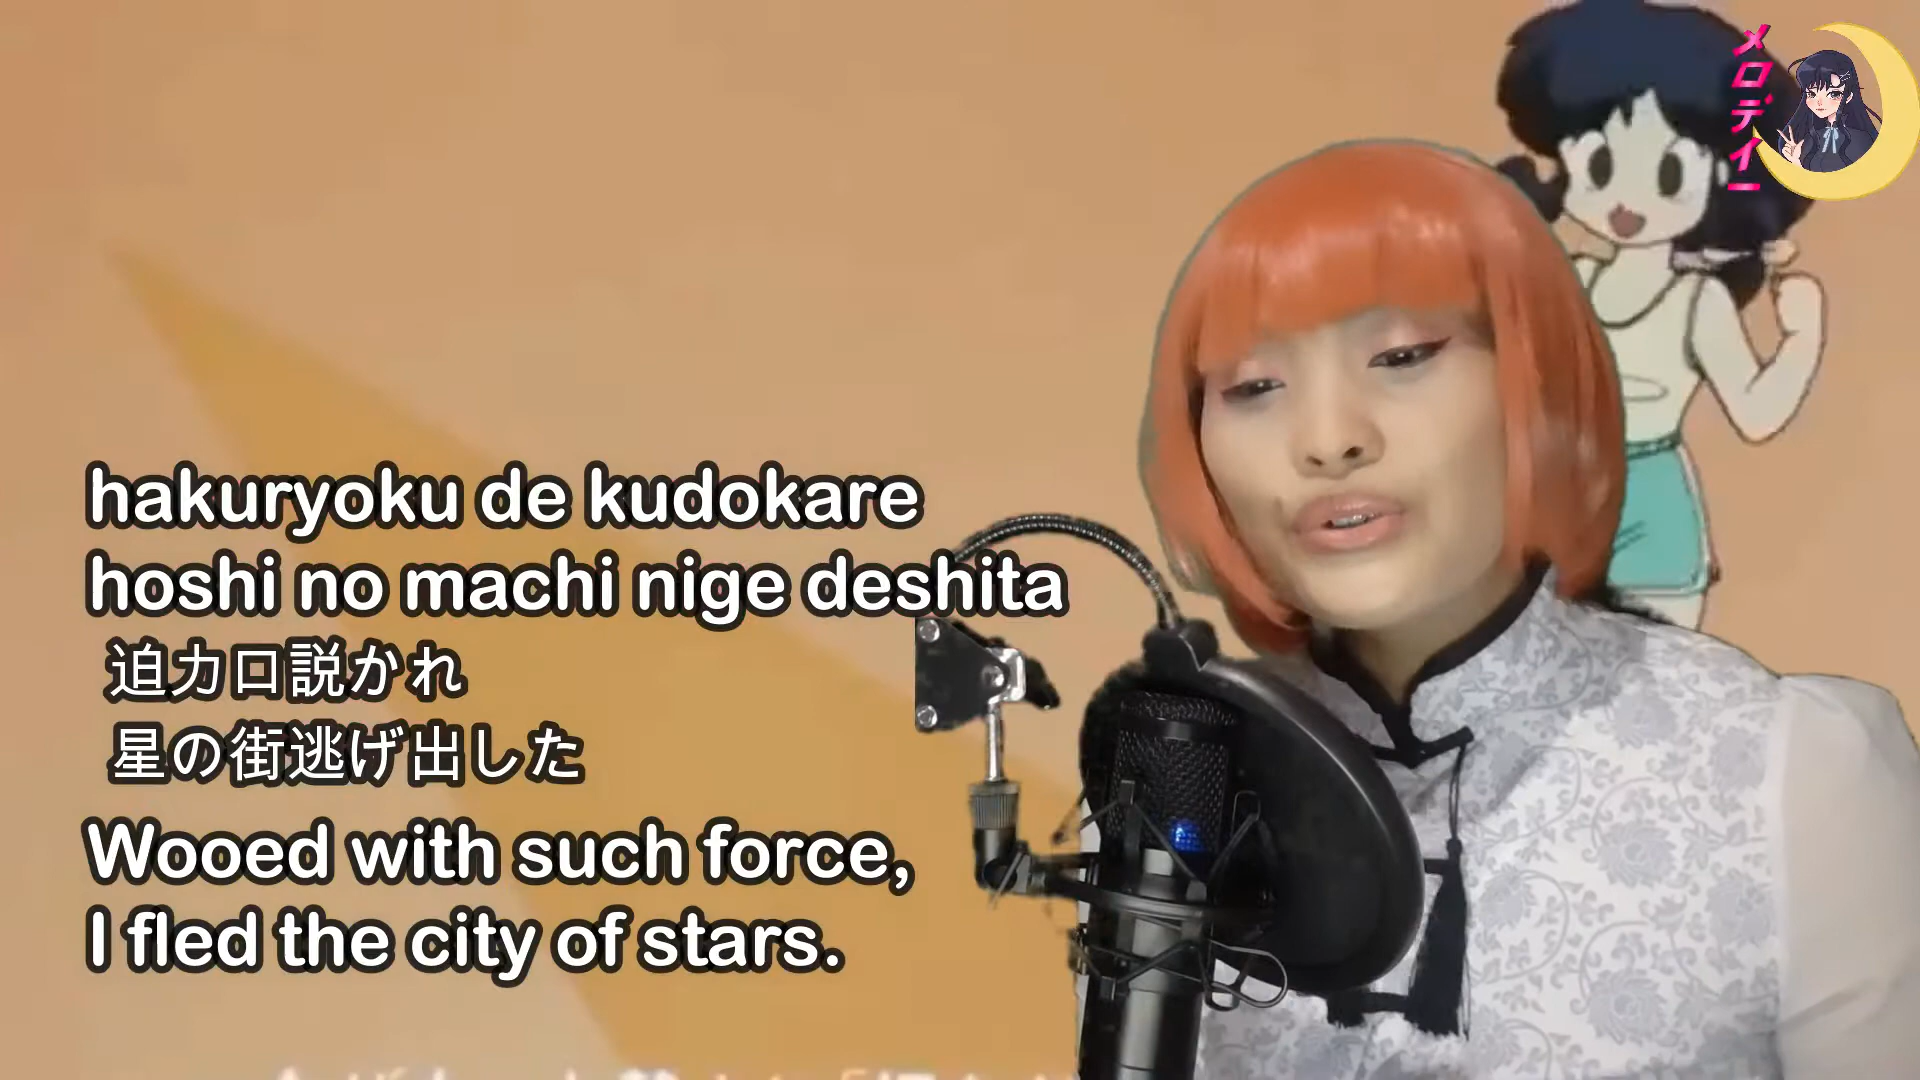 メロディー
hakuryoku de kudokare
hoshi no machi nige deshita
迫力口説かれ
星の街逃げ出した
Wooed with such force,
I fled the city of stars.